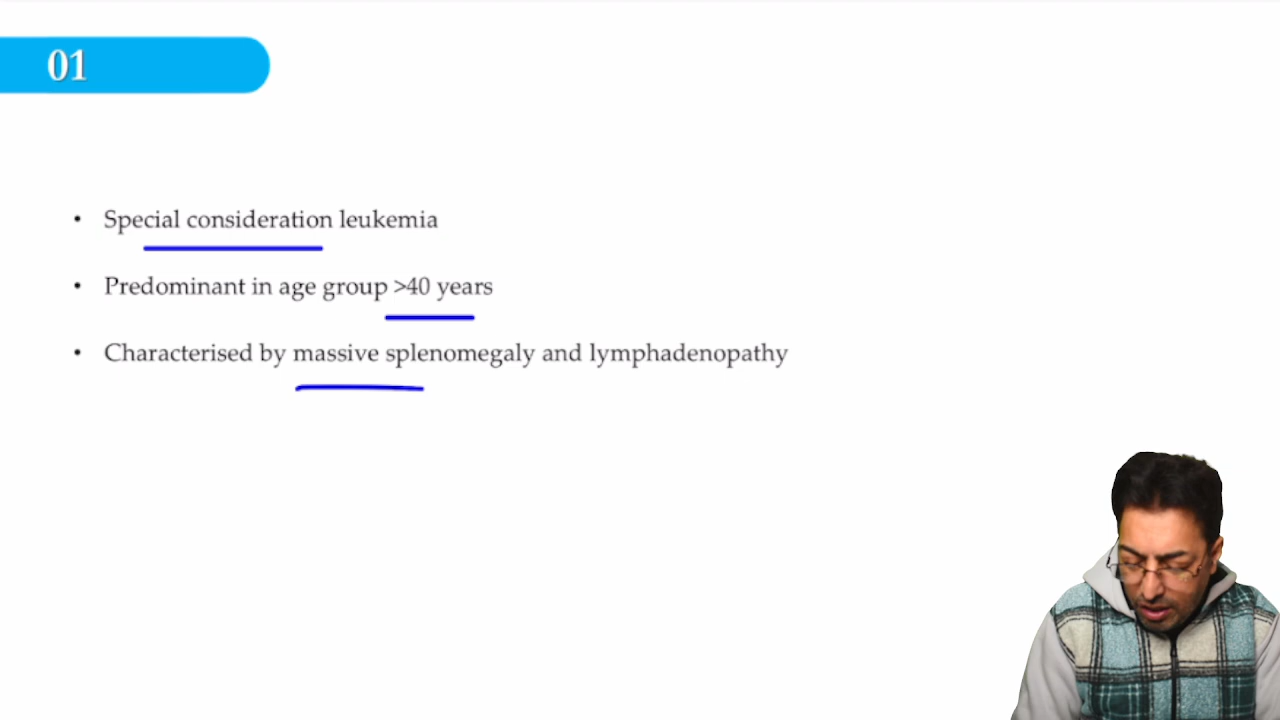 01
• Special consideration leukemia
• Predominant in age group >40 years
• Characterised by massive splenomegaly and lymphadenopathy